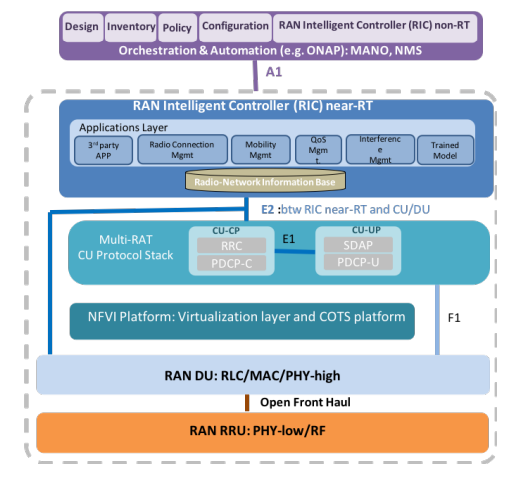 Design Inventory Policy Configuration RAN Intelligent Controller (RIC) non-RT
Orchestration & Automation (e.g. ONAP): MANO, NMS
A1
RAN Intelligent Controller (RIC) near-RT
Applications Layer
3rd party
APP
Radio Connection
Mgmt
Mobility
Mgmt
QoS
Mgm
t.
Interferenc
e
Mgmt
Trained
Model
Radio-Network Information Base
E2 :btw RIC near-RT and CU/DU
Multi-RAT
CU Protocol Stack
CU-CP
RRC
PDCP-C
E1
CU-UP
SDAP
PDCP-U
NFVI Platform: Virtualization layer and COTS platform
F1
RAN DU: RLC/MAC/PHY-high
Open Front Haul
RAN RRU: PHY-low/RF